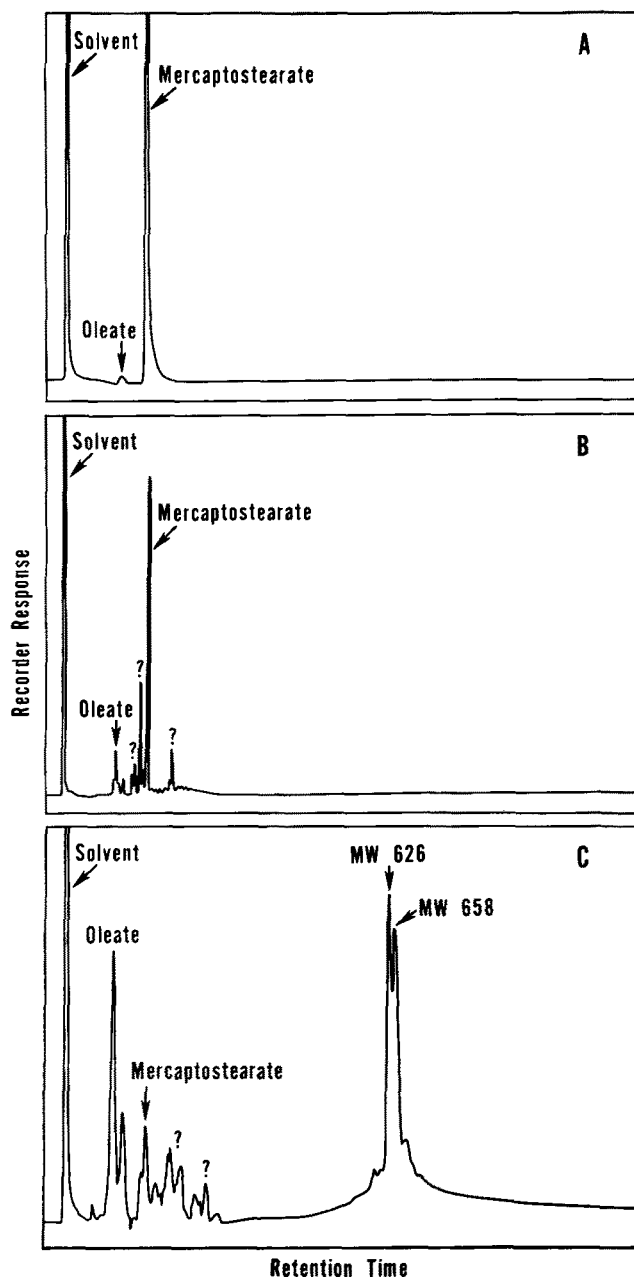 Solvent
A
Mercaptostearate
Oleate
Solvent
B
Mercaptostearate
?
Oleate
?
?
Recorder Response
Solvent
MW 626
C
MW 658
Oleate
Mercaptostearate
?
?
Retention Time